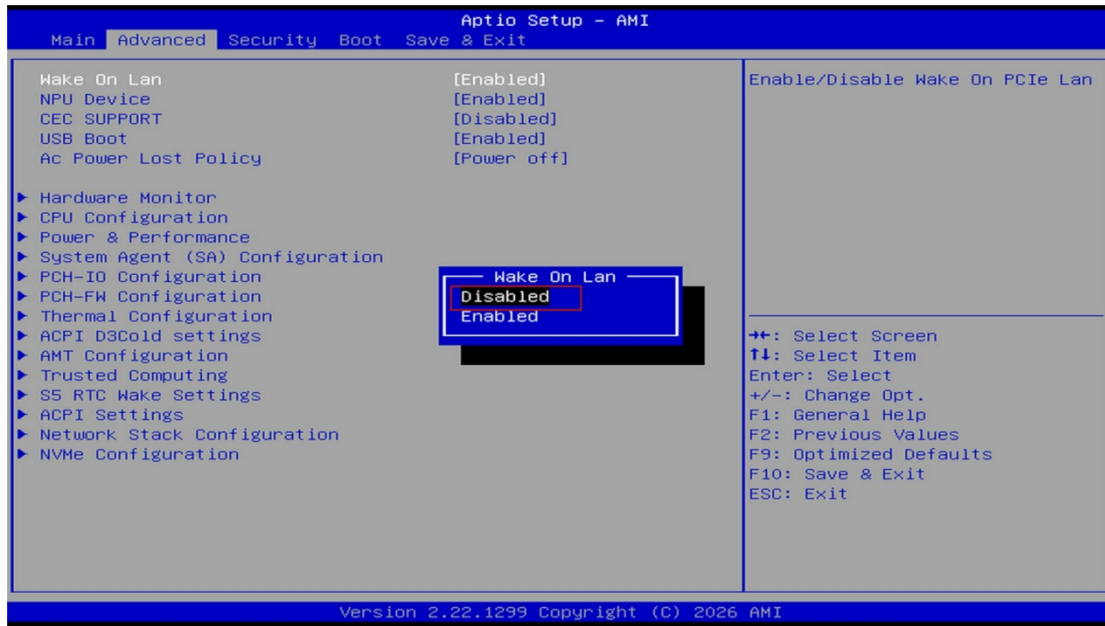 Aptio Setup – AMI
Main Advanced Security Boot Save & Exit
Wake On Lan [Enabled]
NPU Device [Enabled]
CEC SUPPORT [Disabled]
USB Boot [Enabled]
Ac Power Lost Policy [Power off]
Hardware Monitor
CPU Configuration
Power & Performance
System Agent (SA) Configuration
PCH-IO Configuration
PCH-FW Configuration
Thermal Configuration
ACPI D3Cold settings
AMT Configuration
Trusted Computing
S5 RTC Wake Settings
ACPI Settings
Network Stack Configuration
NVMe Configuration
Wake On Lan
Disabled
Enabled
Enable/Disable Wake On PCIe Lan
→←: Select Screen
↑↓: Select Item
Enter: Select
+/-: Change Opt.
F1: General Help
F2: Previous Values
F9: Optimized Defaults
F10: Save & Exit
ESC: Exit
Version 2.22.1299 Copyright (C) 2026 AMI